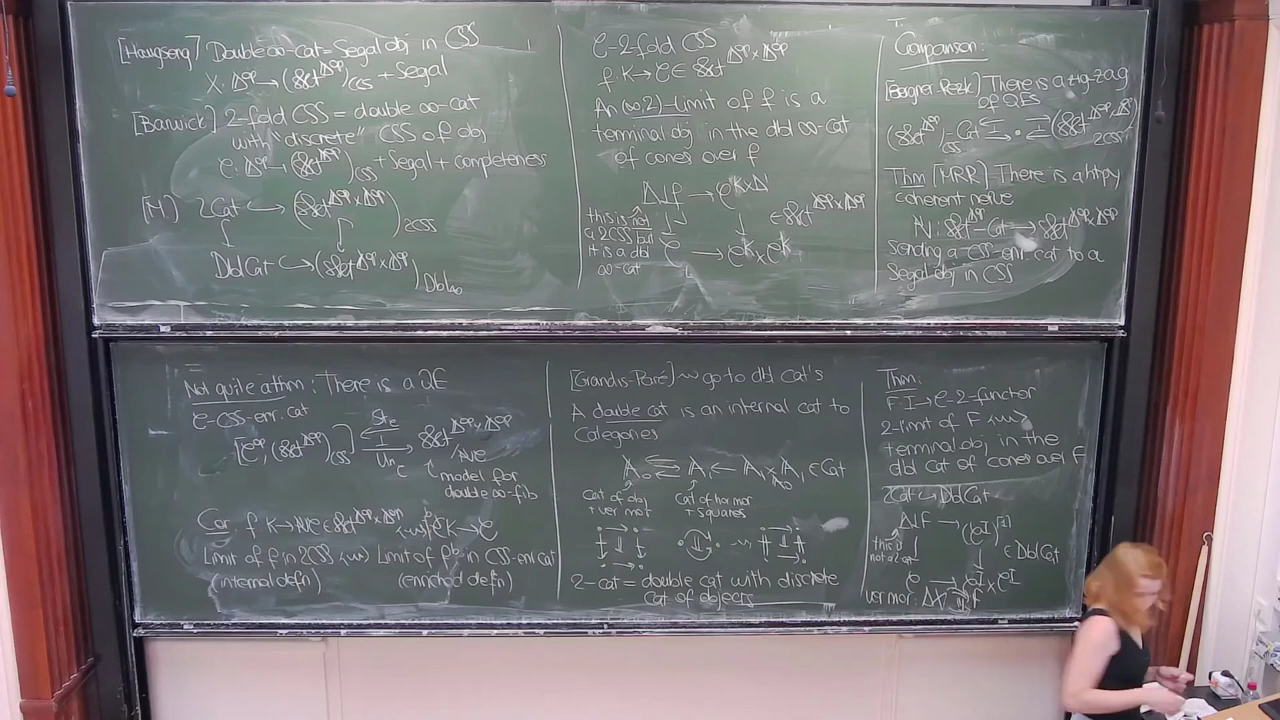 [Haugseng] Double ∞-cat = Segal obj in CSS
X: Δ^op → (sSet^Δ^op)_CSS + Segal
[Barwick] 2-fold CSS = double ∞-cat
with "discrete" CSS of obj
C: Δ^op → (sSet^Δ^op)_CSS + Segal + completeness
[M] 2Cat ↪ (sSet^Δ^op×Δ^op)_2CSS
DblCat ↪ (sSet^Δ^op×Δ^op)_Dbl∞
C - 2-fold CSS
f: K → C ∈ sSet^Δ^op×Δ^op
An (∞,2)-limit of f is a
terminal obj in the dbl ∞-cat
of cones over f
Δ↓f → C^K×Δ^1
this is not
a 2CSS but
it is a dbl
∞-cat
∈ sSet^Δ^op×Δ^op
C → C^K × C^K
Comparison:
[Bergner-Rezk] There is a zig-zag
of QEs
(sSet^Δ^op)_CSS-Cat ⇆ · ⇄ (sSet^Δ^op×Δ^op)_2CSS
Thm [MRR] There is a htpy
coherent nerve
N: sSet^Δ^op-Cat → sSet^Δ^op×Δ^op
sending a CSS-enr. cat to a
Segal obj in CSS
Not quite a thm: There is a QE
C - CSS-enr. cat
[C^op, (sSet^Δ^op)_CSS] ⇆ sSet^Δ^op×Δ^op /NC
St_C
⊥
Un_C
model for
double ∞-fib
Cor f: K → NC ∈ sSet^Δ^op×Δ^op ↭ f^b: ℭK → C
Limit of f in 2CSS ↭ Limit of f^b in CSS-enr. cat
(internal defn) (enriched defn)
[Grandis-Paré] ⇝ go to dbl cat's
A double cat is an internal cat to
categories
A_0 ⇆ A_1 ← A_1 ×_A_0 A_1 ∈ Cat
Cat of obj Cat of hor mor
+ ver mor + squares
2-cat = double cat with discrete
cat of objects
Thm:
F: I → C - 2-functor
2-limit of F ↭
terminal obj in the
dbl cat of cones over F
2Cat ↪ DblCat
Δ↓F → (C^I)^[1]
this is
not a 2-cat
∈ DblCat
C → C^I × C^I
ver mor: